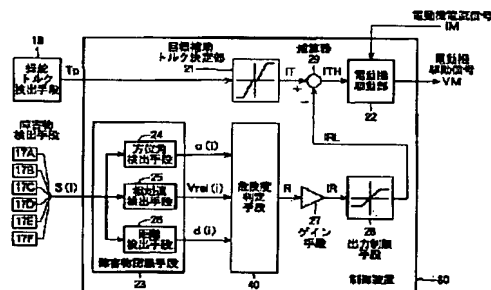 電動機電流信号
IM
18
操舵
トルク
検出手段
Tp
目標補助
トルク決定部
21
IT
減算器
29
ITH
電動機
駆動部
22
電動機
駆動信号
VM
障害物
検出手段
17A
17B
17C
17D
17E
17F
S(i)
24
方位角
検出手段
α(i)
25
相対速
検出手段
Vrel(i)
26
距離
検出手段
d(i)
障害物認識手段
23
危険度
判定
手段
40
R
27
ゲイン
手段
IR
28
出力制限
手段
IRL
制御装置
60